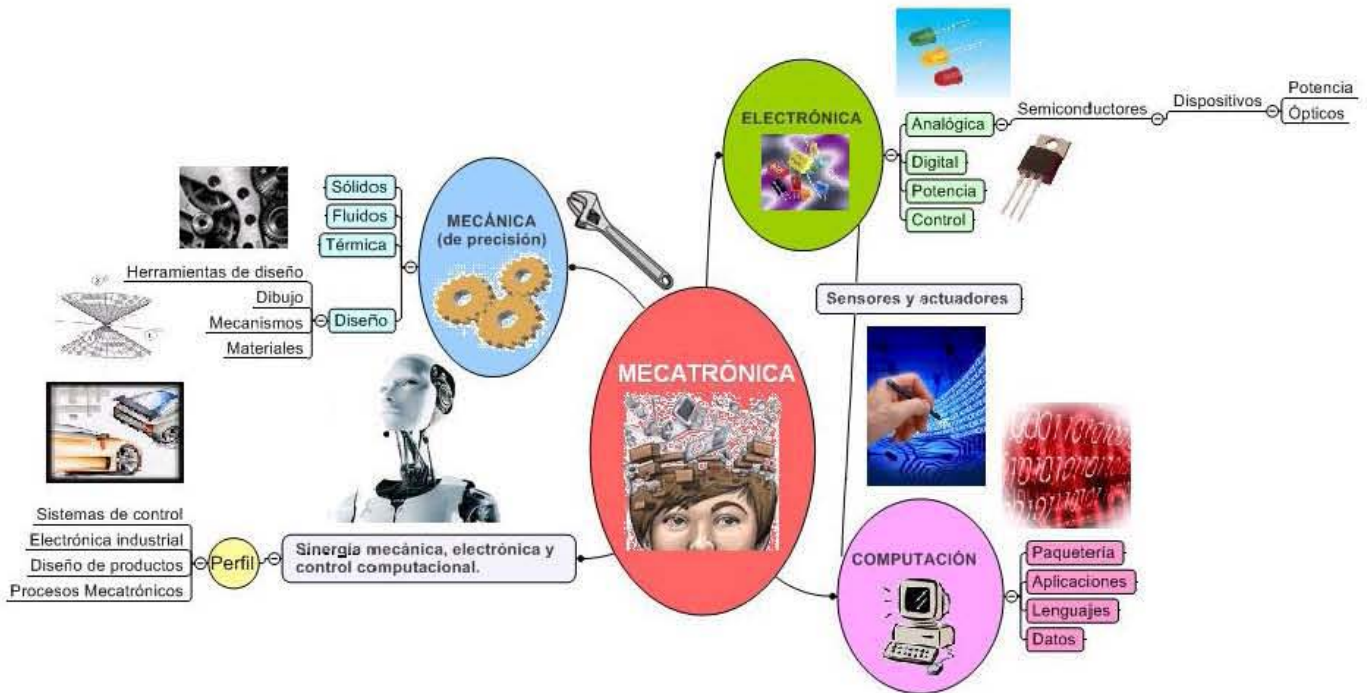 MECATRÓNICA
ELECTRÓNICA
Analógica
Semiconductores
Dispositivos
Potencia
Ópticos
Digital
Potencia
Control
Sensores y actuadores
COMPUTACIÓN
Paquetería
Aplicaciones
Lenguajes
Datos
MECÁNICA
(de precisión)
Sólidos
Fluidos
Térmica
Diseño
Herramientas de diseño
Dibujo
Mecanismos
Materiales
Sinergía mecánica, electrónica y
control computacional.
Perfil
Sistemas de control
Electrónica industrial
Diseño de productos
Procesos Mecatrónicos